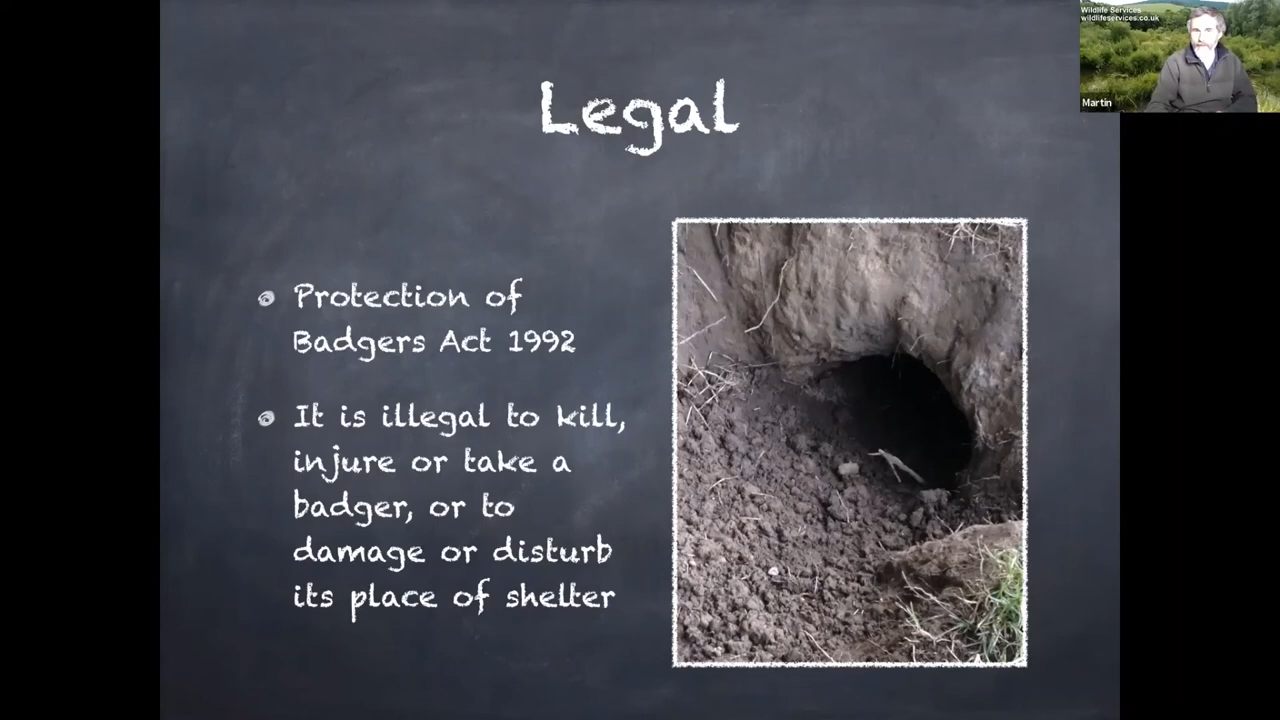 Legal
Protection of
Badgers Act 1992
It is illegal to kill,
injure or take a
badger, or to
damage or disturb
its place of shelter
Wildlife Services
wildlifeservices.co.uk
Martin